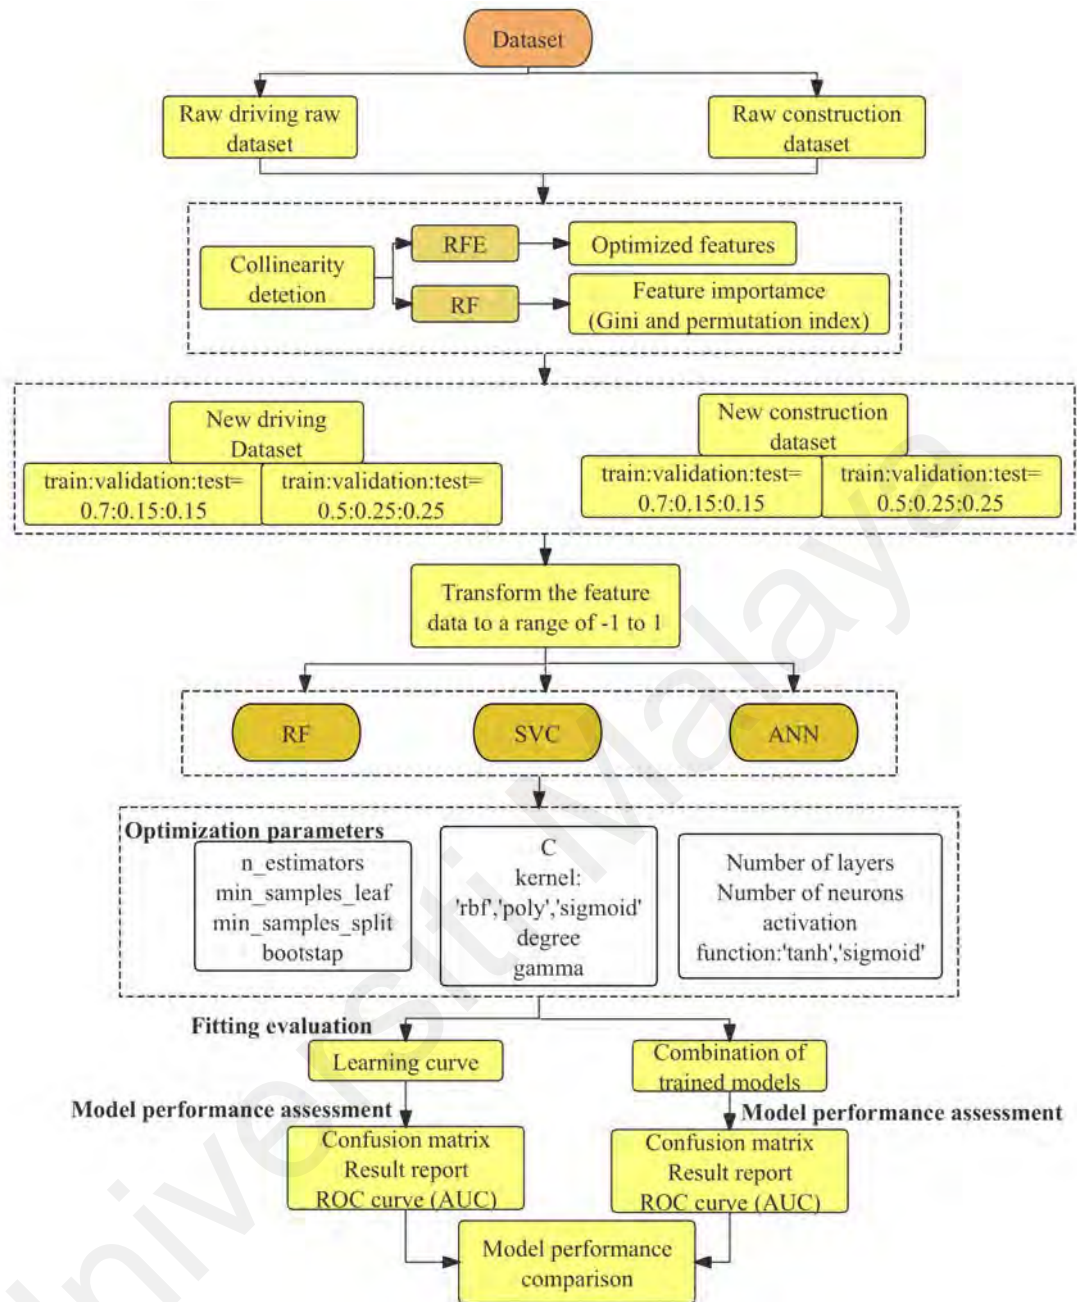 Dataset
Raw driving raw
dataset
Raw construction
dataset
Collinearity
detetion
RFE
Optimized features
RF
Feature importamce
(Gini and permutation index)
New driving
Dataset
train:validation:test=
0.7:0.15:0.15
train:validation:test=
0.5:0.25:0.25
New construction
dataset
train:validation:test=
0.7:0.15:0.15
train:validation:test=
0.5:0.25:0.25
Transform the feature
data to a range of -1 to 1
RF
SVC
ANN
Optimization parameters
n_estimators
min_samples_leaf
min_samples_split
bootstap
C
kernel:
'rbf','poly','sigmoid'
degree
gamma
Number of layers
Number of neurons
activation
function:'tanh','sigmoid'
Fitting evaluation
Learning curve
Combination of
trained models
Model performance assessment
Model performance assessment
Confusion matrix
Result report
ROC curve (AUC)
Confusion matrix
Result report
ROC curve (AUC)
Model performance
comparison
Universiti Malaya